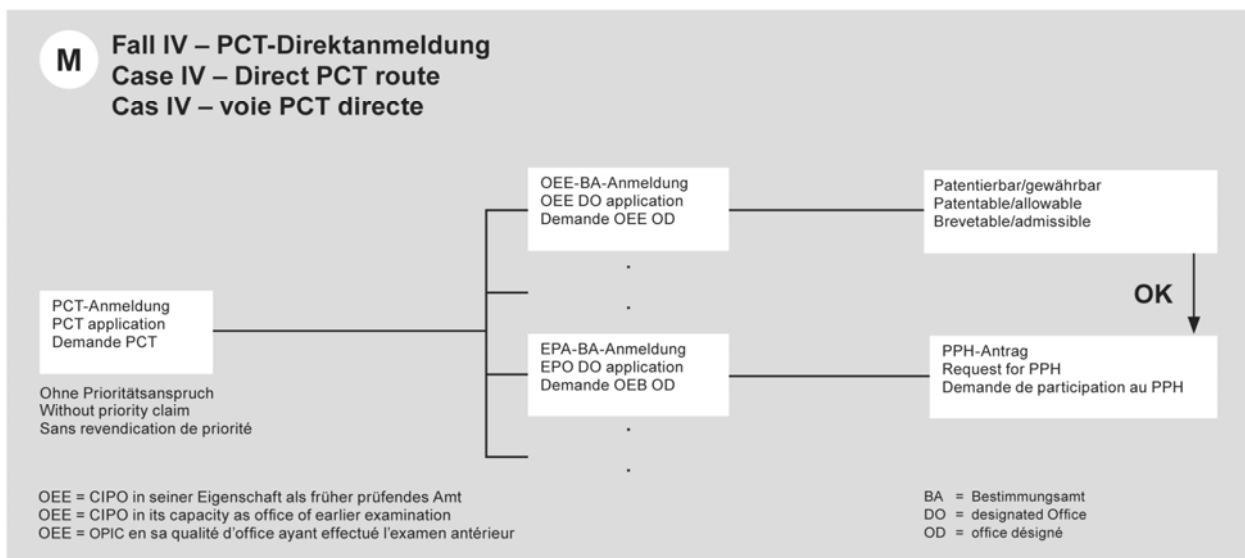 M
Fall IV – PCT-Direktanmeldung
Case IV – Direct PCT route
Cas IV – voie PCT directe
OEE-BA-Anmeldung
OEE DO application
Demande OEE OD
Patentierbar/gewährbar
Patentable/allowable
Brevetable/admissible
OK
PCT-Anmeldung
PCT application
Demande PCT
EPA-BA-Anmeldung
EPO DO application
Demande OEB OD
PPH-Antrag
Request for PPH
Demande de participation au PPH
Ohne Prioritätsanspruch
Without priority claim
Sans revendication de priorité
OEE = CIPO in seiner Eigenschaft als früher prüfendes Amt
OEE = CIPO in its capacity as office of earlier examination
OEE = OPIC en sa qualité d'office ayant effectué l'examen antérieur
BA = Bestimmungsamt
DO = designated Office
OD = office désigné